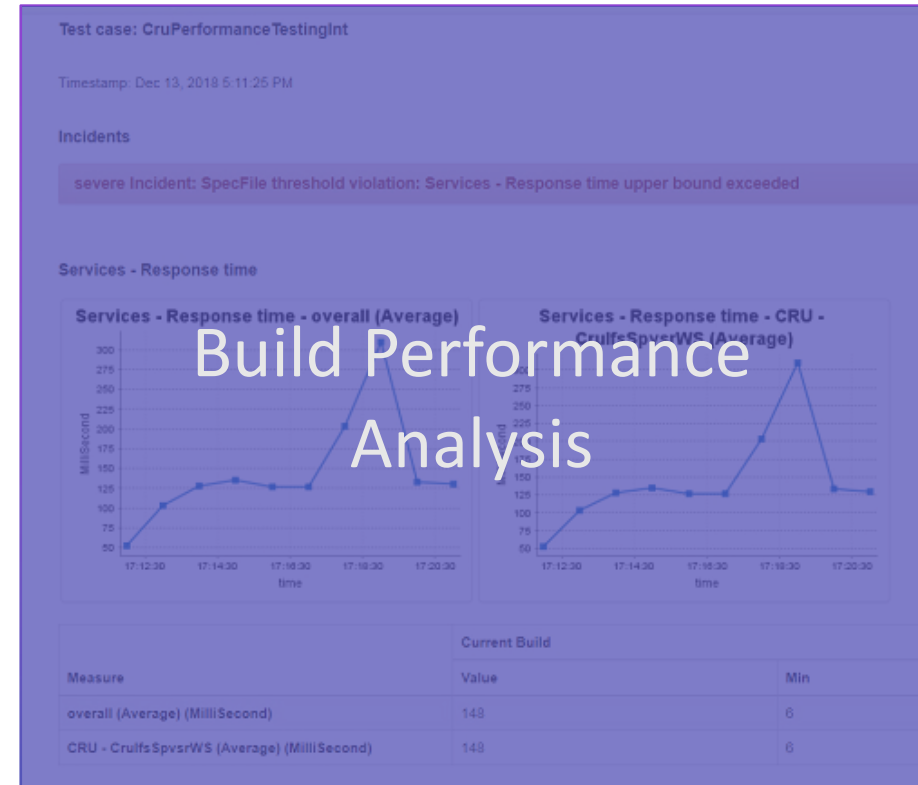 Test case: CruPerformanceTestingInt
Timestamp: Dec 13, 2018 5:11:25 PM
Incidents
severe Incident: SpecFile threshold violation: Services - Response time upper bound exceeded
Services - Response time
Services - Response time - overall (Average)
300
275
250
225
200
175
150
125
100
75
50
MilliSecond
17:12:30 17:14:30 17:16:30 17:18:30 17:20:30
time
Services - Response time - CRU -
CrulfsSpvsrWS (Average)
275
250
225
150
125
100
75
50
17:12:30 17:14:30 17:16:30 17:18:30 17:20:30
time
Build Performance
Analysis
Current Build
Measure Value Min
overall (Average) (MilliSecond) 148 6
CRU - CrulfsSpvsrWS (Average) (MilliSecond) 148 6